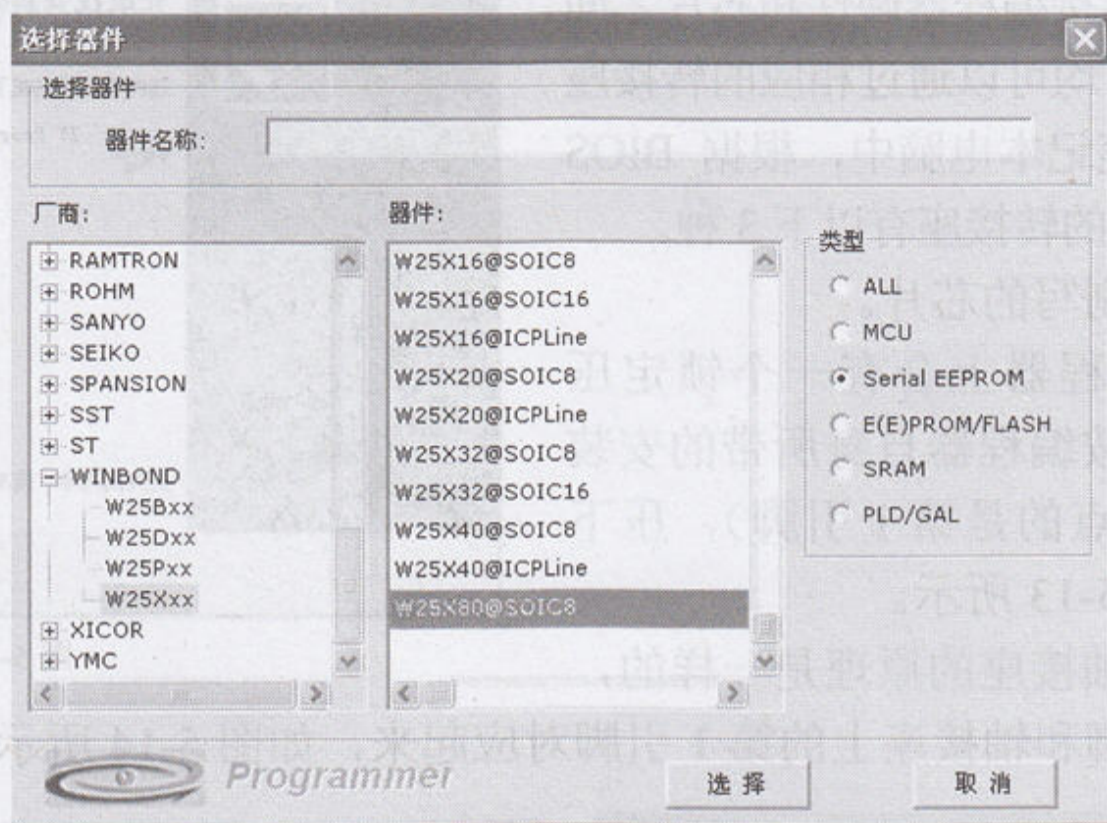 选择器件
选择器件
器件名称:
厂商:
RAMTRON
ROHM
SANYO
SEIKO
SPANSION
SST
ST
WINBOND
W25Bxx
W25Dxx
W25Pxx
W25Xxx
XICOR
YMC
器件:
W25X16@SOIC8
W25X16@SOIC16
W25X16@ICPLine
W25X20@SOIC8
W25X20@ICPLine
W25X32@SOIC8
W25X32@SOIC16
W25X40@SOIC8
W25X40@ICPLine
W25X80@SOIC8
类型
ALL
MCU
Serial EEPROM
E(E)PROM/FLASH
SRAM
PLD/GAL
Programmer
选择
取消